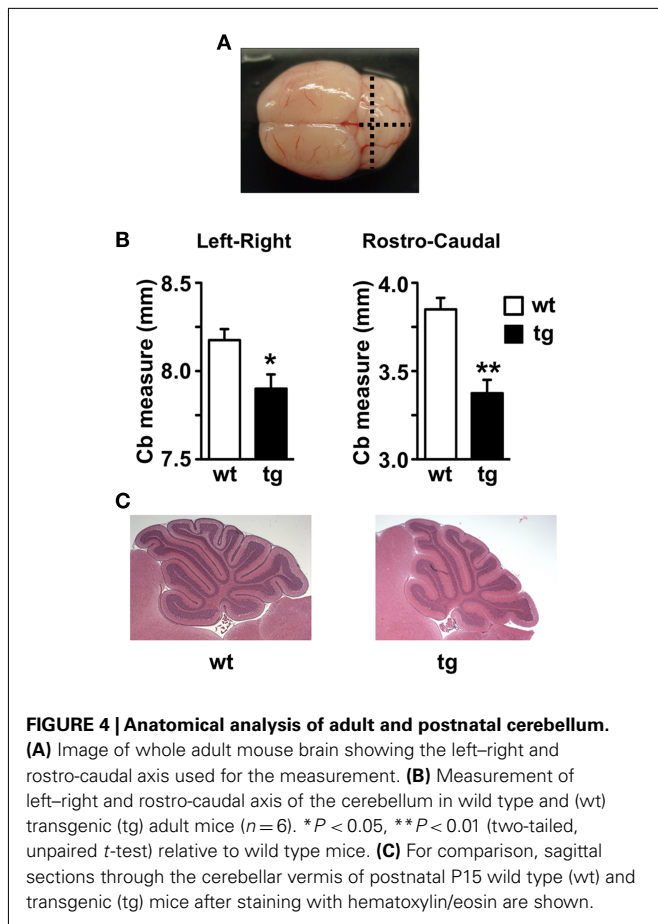 A
B
Left-Right
Rostro-Caudal
Cb measure (mm)
8.5
8.0
7.5
*
wt
tg
Cb measure (mm)
4.0
3.5
3.0
**
wt
tg
wt
tg
C
wt
tg
FIGURE 4 | Anatomical analysis of adult and postnatal cerebellum.
(A) Image of whole adult mouse brain showing the left–right and
rostro-caudal axis used for the measurement. (B) Measurement of
left–right and rostro-caudal axis of the cerebellum in wild type and (wt)
transgenic (tg) adult mice (n = 6). *P < 0.05, **P < 0.01 (two-tailed,
unpaired t-test) relative to wild type mice. (C) For comparison, sagittal
sections through the cerebellar vermis of postnatal P15 wild type (wt) and
transgenic (tg) mice after staining with hematoxylin/eosin are shown.